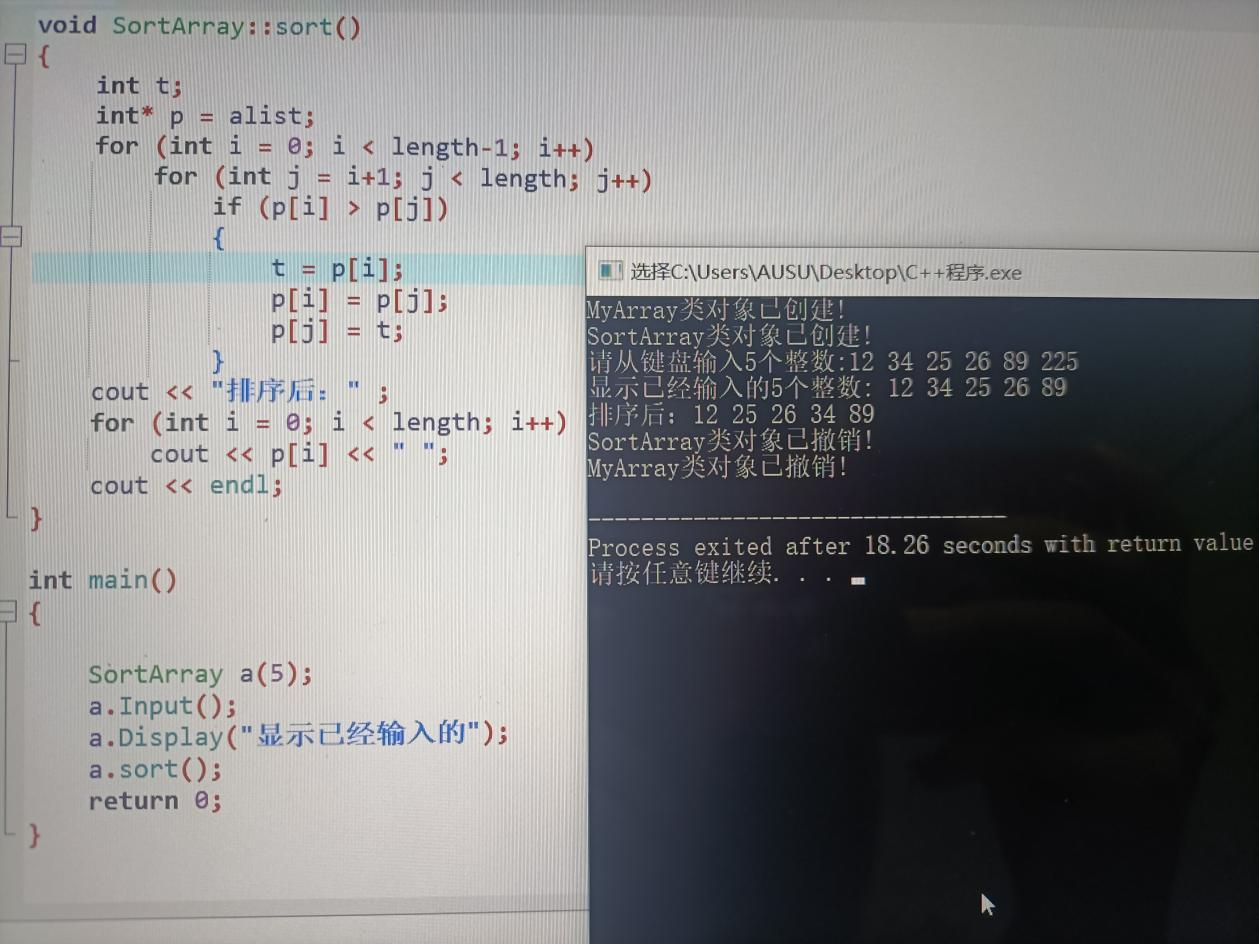 void SortArray::sort()
{
int t;
int* p = alist;
for (int i = 0; i < length-1; i++)
for (int j = i+1; j < length; j++)
if (p[i] > p[j])
{
t = p[i];
p[i] = p[j];
p[j] = t;
}
cout << "排序后: " ;
for (int i = 0; i < length; i++)
cout << p[i] << " ";
cout << endl;
}
int main()
{
SortArray a(5);
a.Input();
a.Display("显示已经输入的");
a.sort();
return 0;
}
选择C:\Users\AUSU\Desktop\C++程序.exe
MyArray类对象已创建!
SortArray类对象已创建!
请从键盘输入5个整数:12 34 25 26 89 225
显示已经输入的5个整数: 12 34 25 26 89
排序后: 12 25 26 34 89
SortArray类对象已撤销!
MyArray类对象已撤销!
--------------------------------
Process exited after 18.26 seconds with return value
请按任意键继续. . .